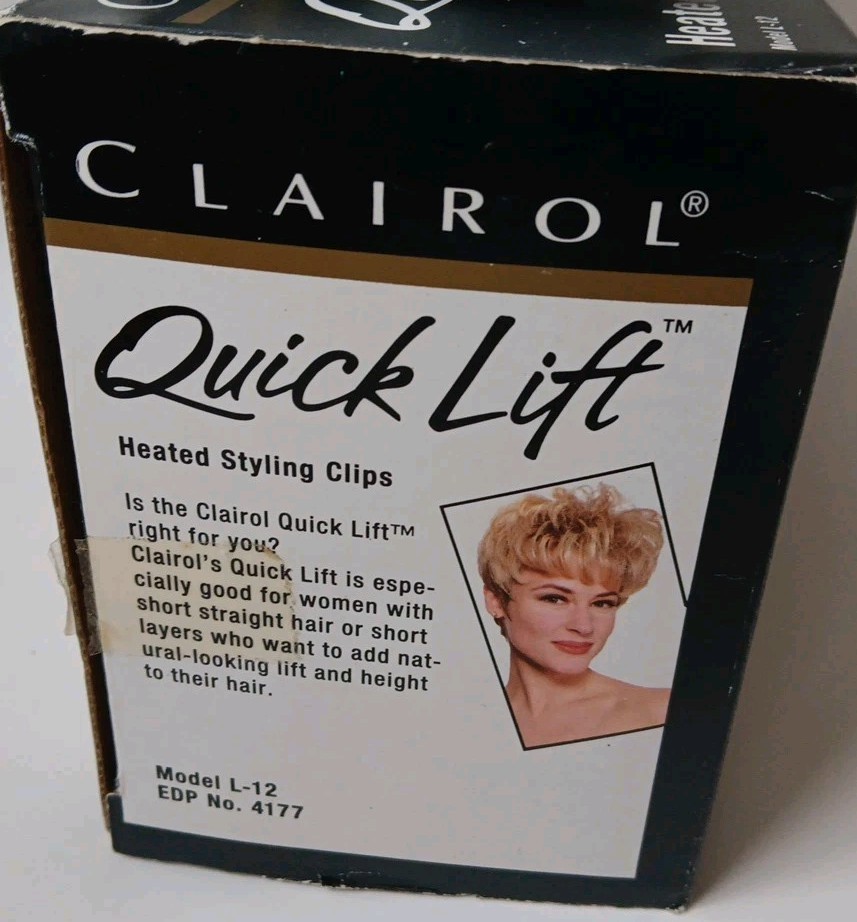 Heate
Model L-12
CLAIROL®
Quick Lift™
Heated Styling Clips
Is the Clairol Quick Lift™
right for you?
Clairol's Quick Lift is espe-
cially good for women with
short straight hair or short
layers who want to add nat-
ural-looking lift and height
to their hair.
Model L-12
EDP No. 4177